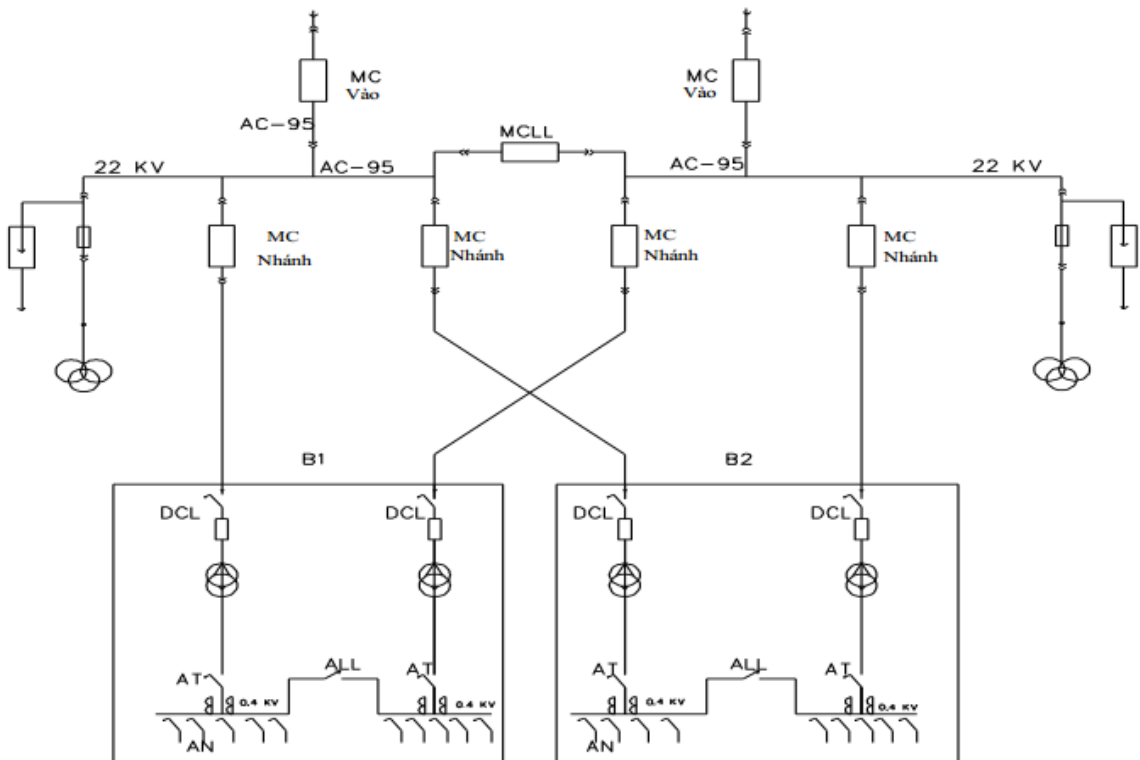 MC
Vào
MC
Vào
AC-95
MCLL
22 KV
AC-95
AC-95
22 KV
MC
Nhánh
MC
Nhánh
MC
Nhánh
MC
Nhánh
B1
B2
DCL
DCL
DCL
DCL
AT
ALL
AT
AT
ALL
AT
0.4 KV
0.4 KV
0.4 KV
0.4 KV
AN
AN